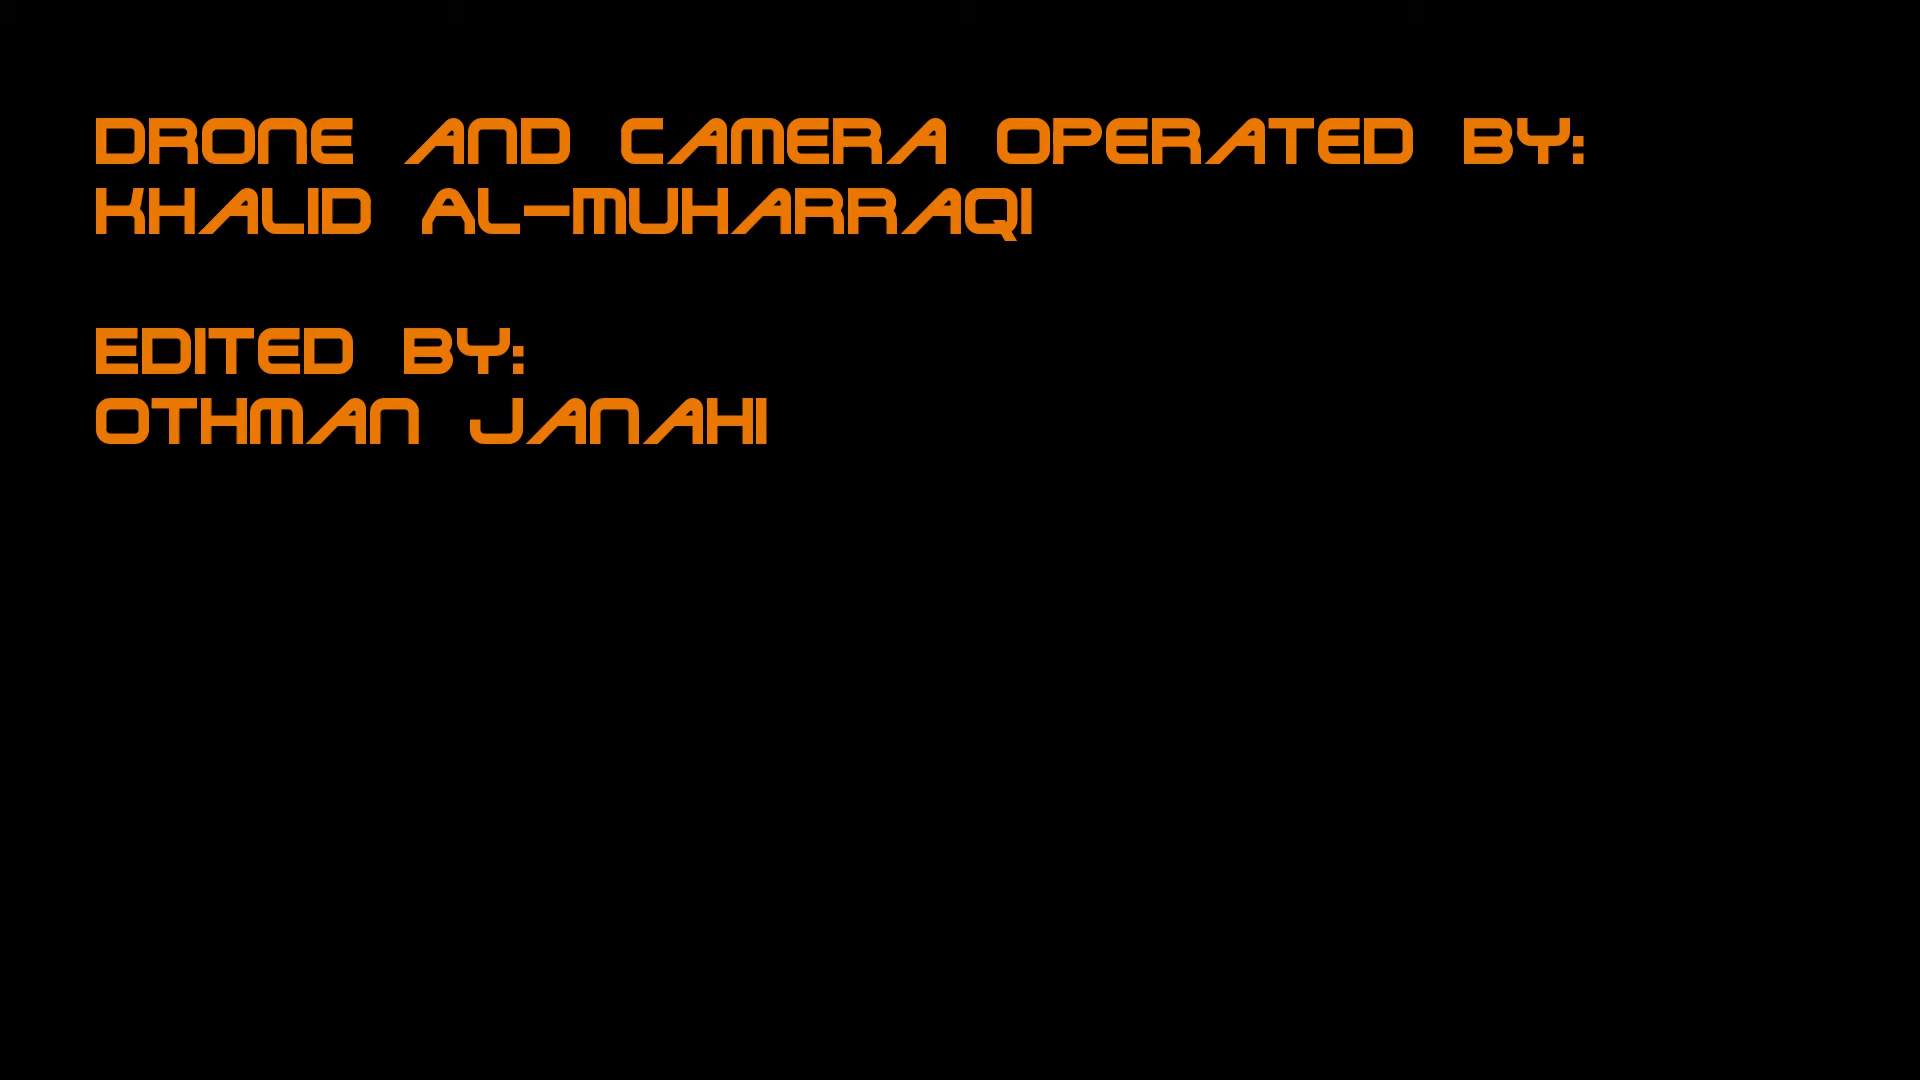 DRONE AND CAMERA OPERATED BY:
KHALID AL-MUHARRAQI
EDITED BY:
OTHMAN JANAHI